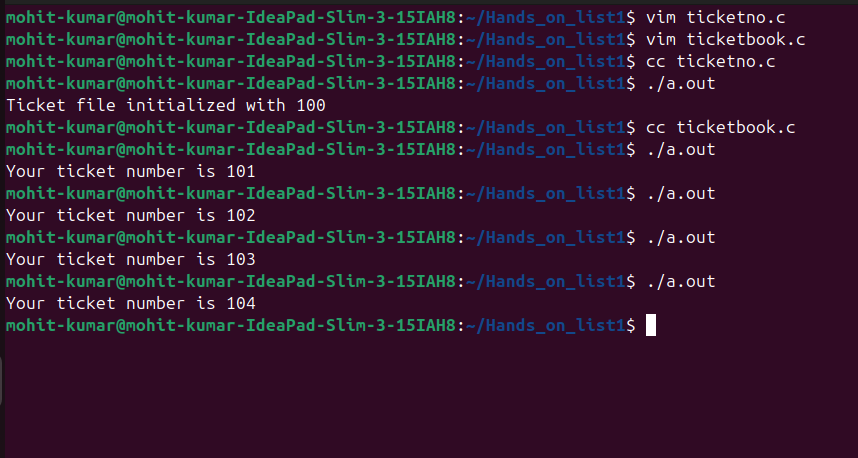 mohit-kumar@mohit-kumar-IdeaPad-Slim-3-15IAH8:~/Hands_on_list1$ vim ticketno.c
mohit-kumar@mohit-kumar-IdeaPad-Slim-3-15IAH8:~/Hands_on_list1$ vim ticketbook.c
mohit-kumar@mohit-kumar-IdeaPad-Slim-3-15IAH8:~/Hands_on_list1$ cc ticketno.c
mohit-kumar@mohit-kumar-IdeaPad-Slim-3-15IAH8:~/Hands_on_list1$ ./a.out
Ticket file initialized with 100
mohit-kumar@mohit-kumar-IdeaPad-Slim-3-15IAH8:~/Hands_on_list1$ cc ticketbook.c
mohit-kumar@mohit-kumar-IdeaPad-Slim-3-15IAH8:~/Hands_on_list1$ ./a.out
Your ticket number is 101
mohit-kumar@mohit-kumar-IdeaPad-Slim-3-15IAH8:~/Hands_on_list1$ ./a.out
Your ticket number is 102
mohit-kumar@mohit-kumar-IdeaPad-Slim-3-15IAH8:~/Hands_on_list1$ ./a.out
Your ticket number is 103
mohit-kumar@mohit-kumar-IdeaPad-Slim-3-15IAH8:~/Hands_on_list1$ ./a.out
Your ticket number is 104
mohit-kumar@mohit-kumar-IdeaPad-Slim-3-15IAH8:~/Hands_on_list1$